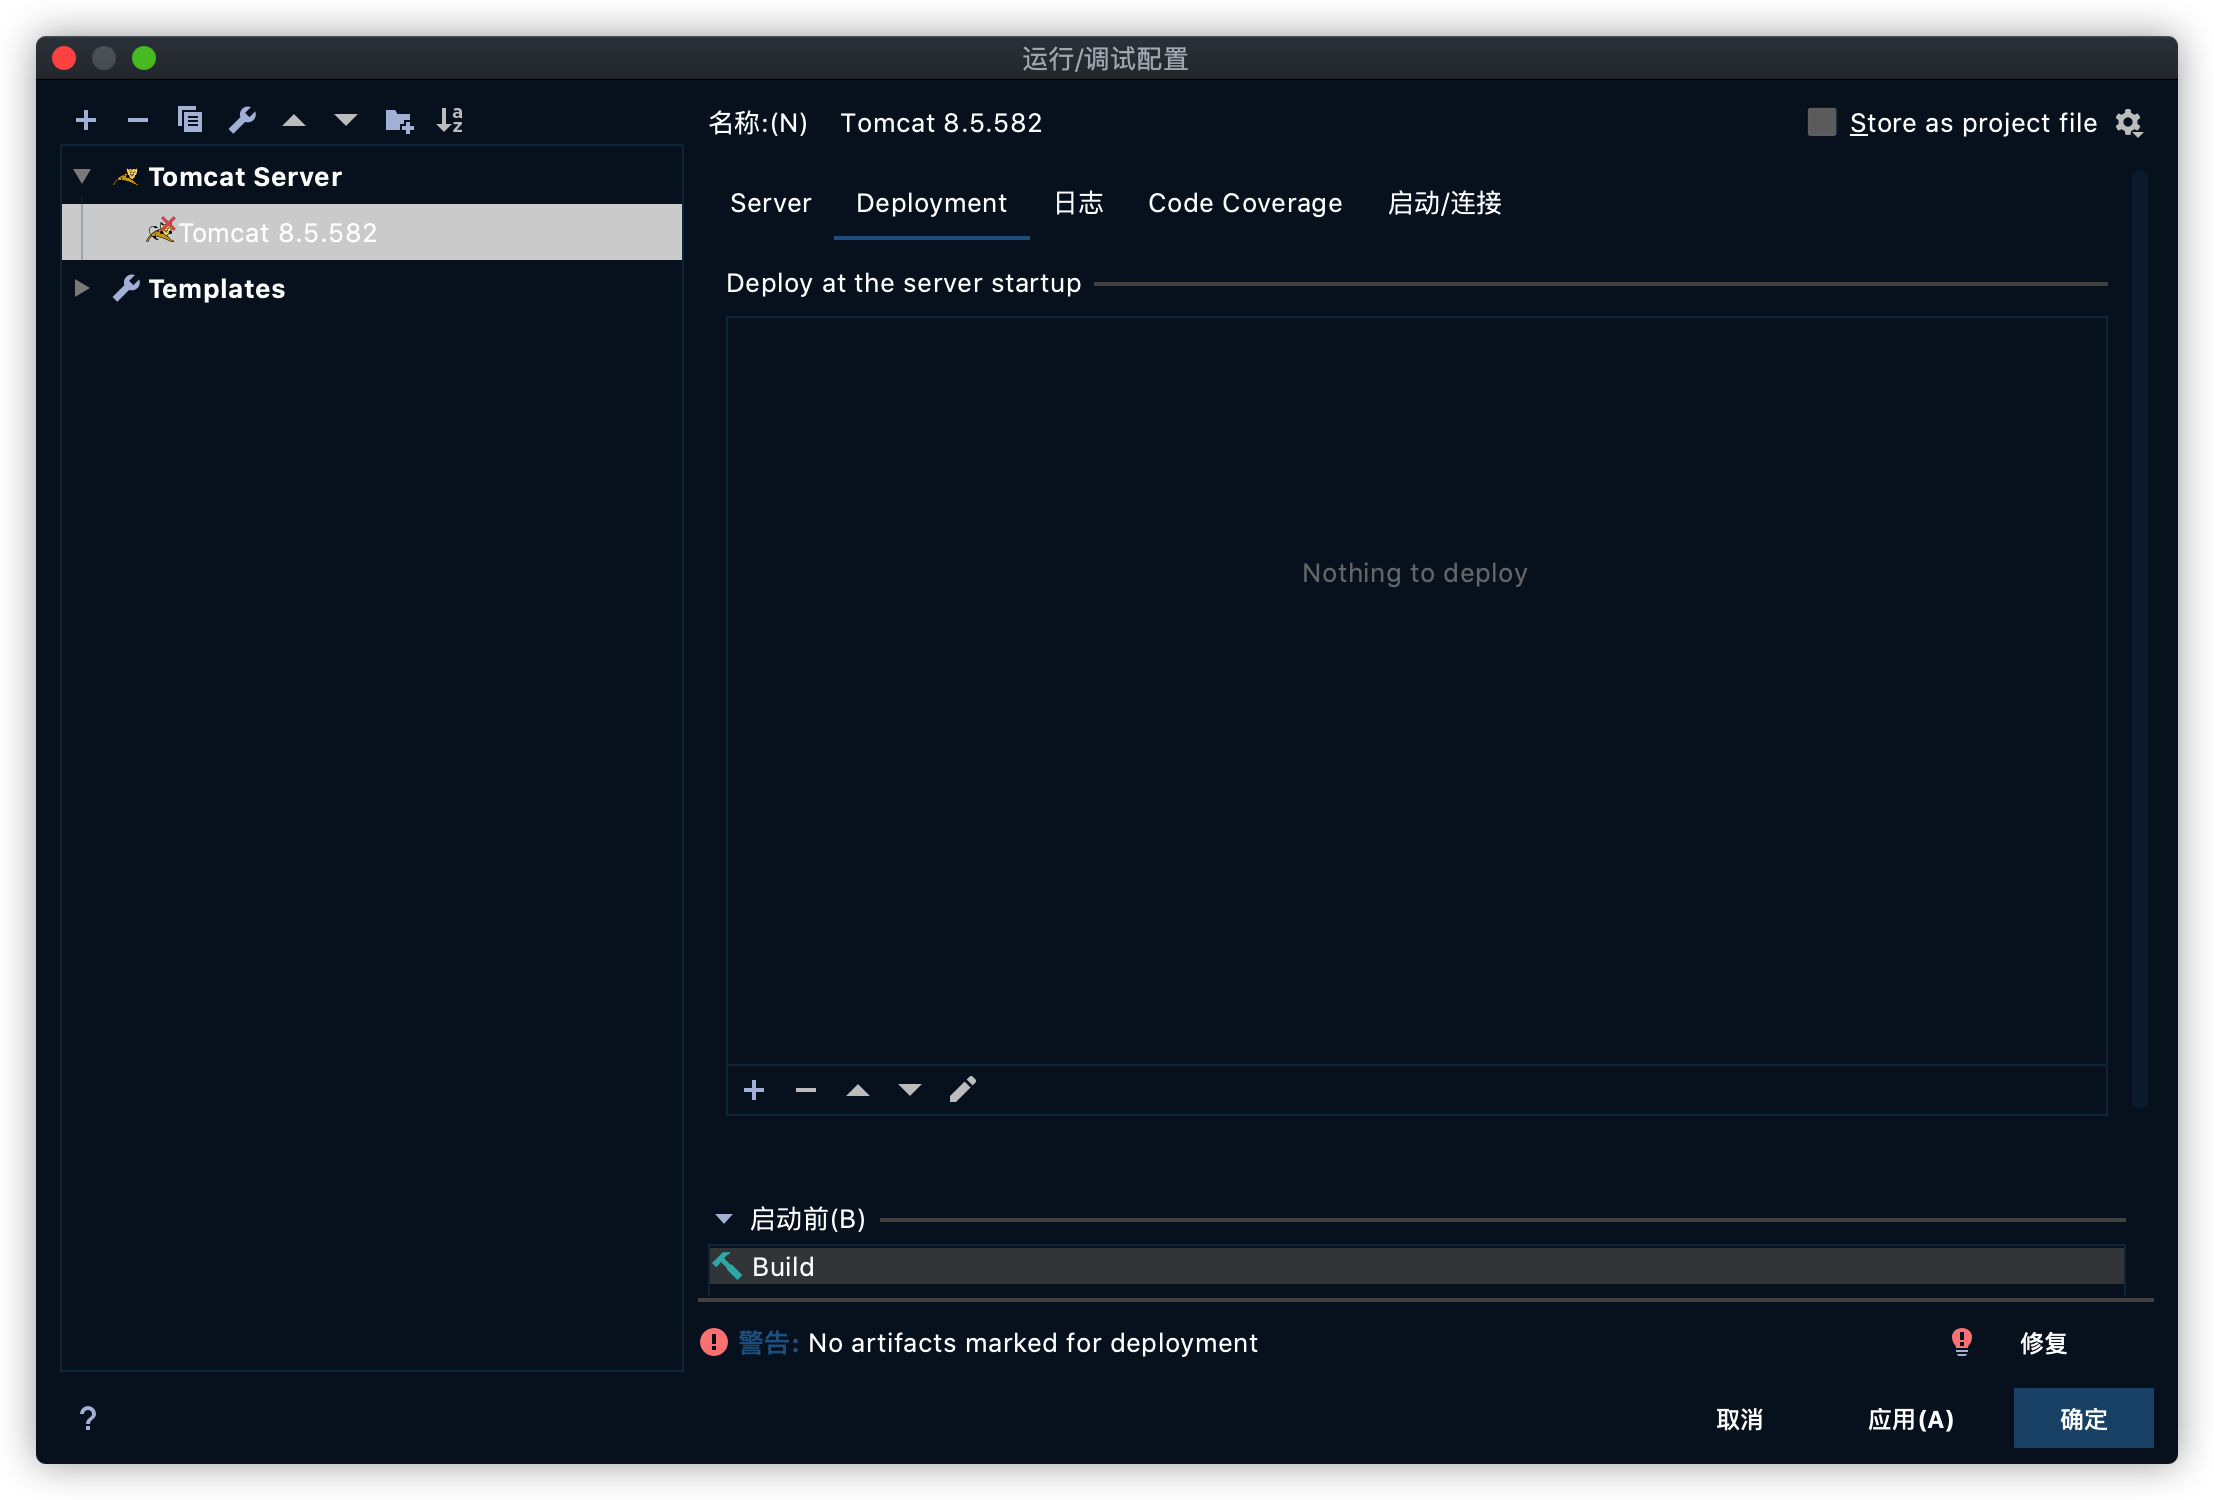 运行/调试配置
名称:(N) Tomcat 8.5.582
Store as project file
Tomcat Server
Tomcat 8.5.582
Templates
Server Deployment 日志 Code Coverage 启动/连接
Deploy at the server startup
Nothing to deploy
启动前(B)
Build
警告: No artifacts marked for deployment
修复
?
取消 应用(A) 确定